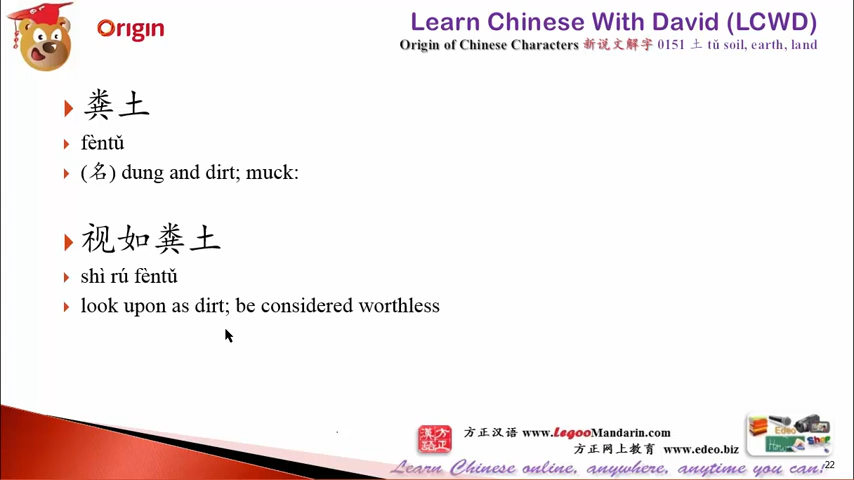 Origin
Learn Chinese With David (LCWD)
Origin of Chinese Characters 新说文解字 0151 土 tǔ soil, earth, land
粪土
fèntǔ
(名) dung and dirt; muck:
视如粪土
shì rú fèntǔ
look upon as dirt; be considered worthless
方正汉语 www.LegooMandarin.com
方正网上教育 www.edeo.biz
Learn Chinese online, anywhere, anytime you can!
22